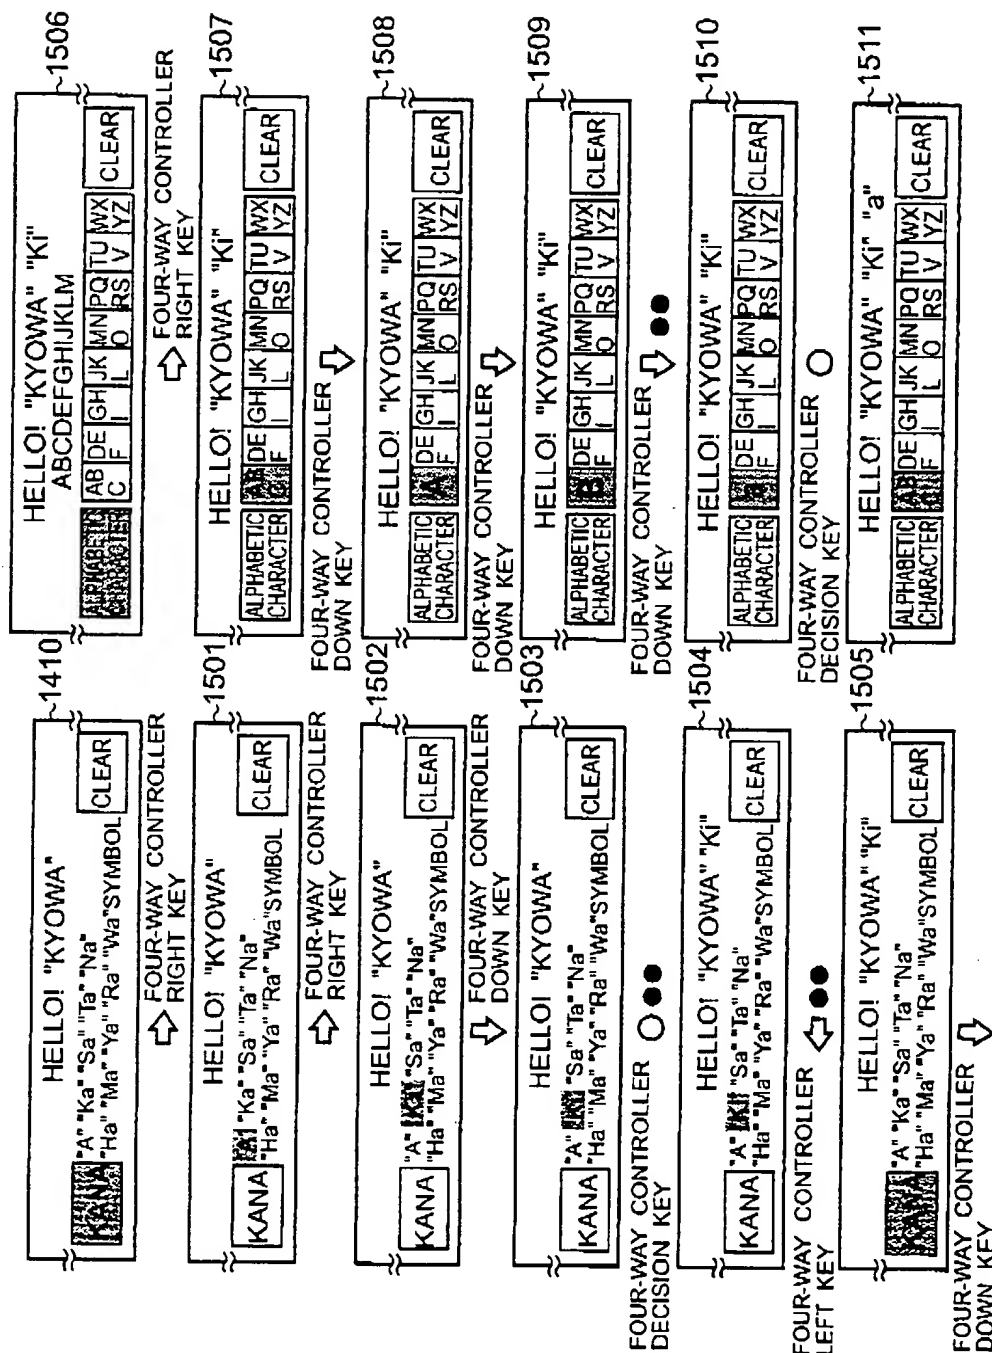 1410
HELLO! "KYOWA"
KANA "A" "Ka" "Sa" "Ta" "Na" CLEAR
"Ha" "Ma" "Ya" "Ra" "Wa" SYMBOL
⇨ FOUR-WAY CONTROLLER
RIGHT KEY
1501
HELLO! "KYOWA"
KANA "A" "Ka" "Sa" "Ta" "Na" CLEAR
"Ha" "Ma" "Ya" "Ra" "Wa" SYMBOL
⇨ FOUR-WAY CONTROLLER
RIGHT KEY
1502
HELLO! "KYOWA"
KANA "A" "Ka" "Sa" "Ta" "Na" CLEAR
"Ha" "Ma" "Ya" "Ra" "Wa" SYMBOL
FOUR-WAY CONTROLLER
DOWN KEY
1503
HELLO! "KYOWA"
KANA "A" "Ki" "Sa" "Ta" "Na" CLEAR
"Ha" "Ma" "Ya" "Ra" "Wa" SYMBOL
FOUR-WAY CONTROLLER
DECISION KEY
1504
HELLO! "KYOWA" "Ki"
KANA "A" "Ki" "Sa" "Ta" "Na" CLEAR
"Ha" "Ma" "Ya" "Ra" "Wa" SYMBOL
FOUR-WAY CONTROLLER
LEFT KEY
1505
HELLO! "KYOWA" "Ki"
KANA "A" "Ka" "Sa" "Ta" "Na" CLEAR
"Ha" "Ma" "Ya" "Ra" "Wa" SYMBOL
FOUR-WAY CONTROLLER
DOWN KEY
1506
HELLO! "KYOWA" "Ki"
ABCDEFGHIJKLM
ALPHABETIC AB DE GH JK MN PQ TU WX CLEAR
CHARACTER C F I L O RS V YZ
⇨ FOUR-WAY CONTROLLER
RIGHT KEY
1507
HELLO! "KYOWA" "Ki"
ALPHABETIC AB DE GH JK MN PQ TU WX CLEAR
CHARACTER C F I L O RS V YZ
FOUR-WAY CONTROLLER
DOWN KEY
1508
HELLO! "KYOWA" "Ki"
ALPHABETIC A DE GH JK MN PQ TU WX CLEAR
CHARACTER F I L O RS V YZ
FOUR-WAY CONTROLLER
DOWN KEY
1509
HELLO! "KYOWA" "Ki"
ALPHABETIC B DE GH JK MN PQ TU WX CLEAR
CHARACTER F I L O RS V YZ
FOUR-WAY CONTROLLER
DOWN KEY
1510
HELLO! "KYOWA" "Ki"
ALPHABETIC a DE GH JK MN PQ TU WX CLEAR
CHARACTER F I L O RS V YZ
FOUR-WAY CONTROLLER
DECISION KEY
1511
HELLO! "KYOWA" "Ki" "a"
ALPHABETIC AB DE GH JK MN PQ TU WX CLEAR
CHARACTER C F I L O RS V YZ